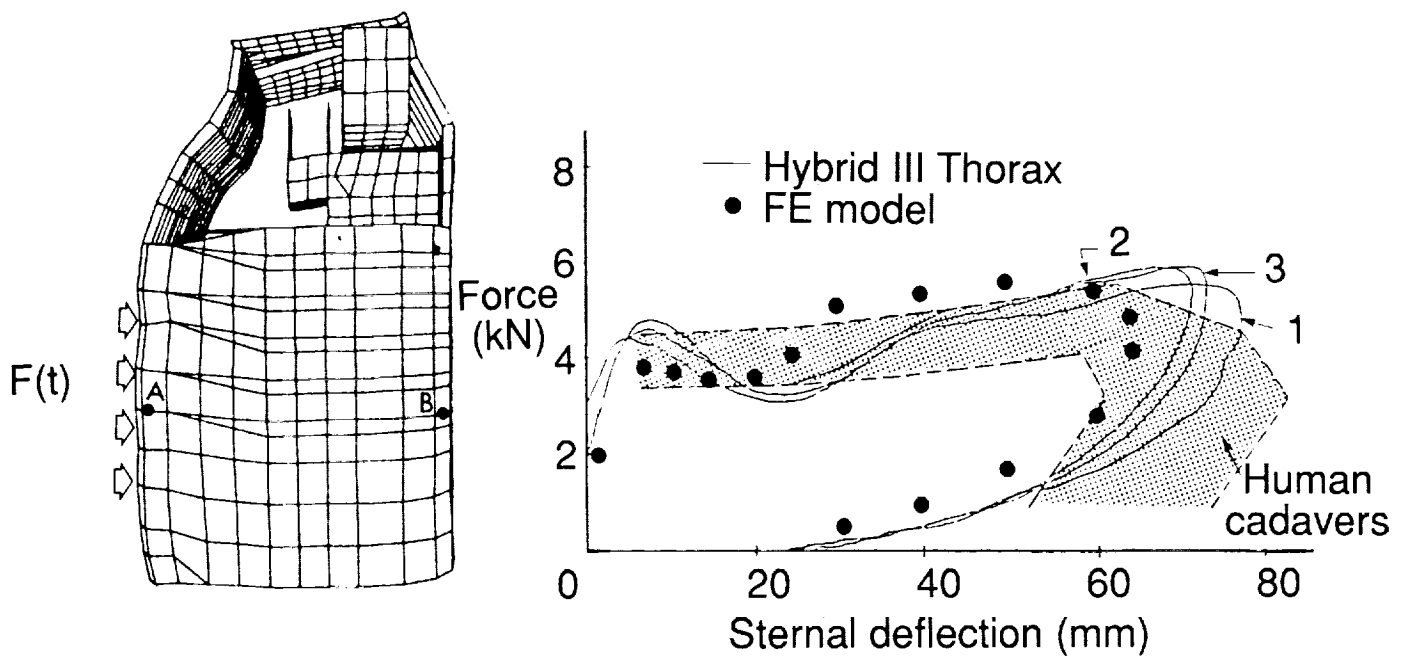 F(t)
A
B
Force
(kN)
8
6
4
2
0
20
40
60
80
Sternal deflection (mm)
Hybrid III Thorax
FE model
2
3
1
Human
cadavers